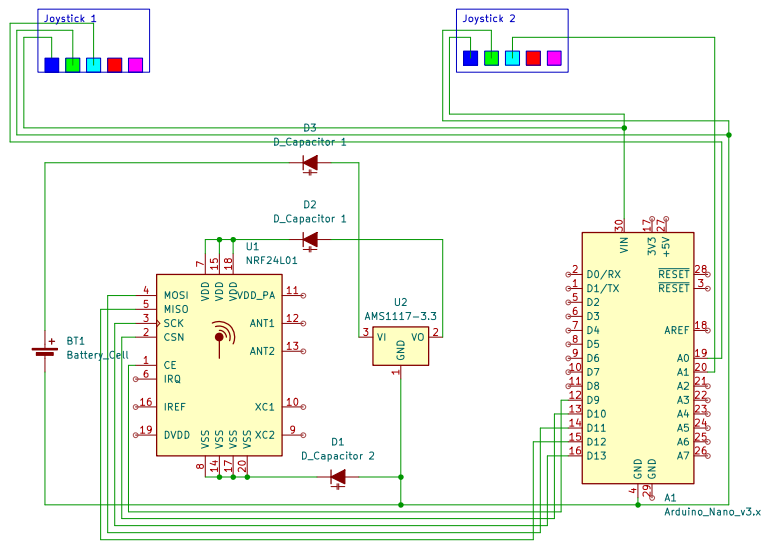 Joystick 1
Joystick 2
D3
D_Capacitor 1
D2
D_Capacitor 1
U1
NRF24L01
7
15
18
VDD
VDD
VDD
4
MOSI
5
MISO
3
SCK
2
CSN
1
CE
6
IRQ
16
IREF
19
DVDD
VDD_PA
11
ANT1
12
ANT2
13
XC1
10
XC2
9
VSS
VSS
VSS
VSS
8
14
17
20
BT1
Battery_Cell
+
U2
AMS1117-3.3
3
VI
VO
2
GND
1
D1
D_Capacitor 2
30
17
27
VIN
3V3
+5V
2
D0/RX
1
D1/TX
5
D2
6
D3
7
D4
8
D5
9
D6
10
D7
11
D8
12
D9
13
D10
14
D11
15
D12
16
D13
RESET
28
RESET
3
AREF
18
A0
19
A1
20
A2
21
A3
22
A4
23
A5
24
A6
25
A7
26
GND
GND
4
29
A1
Arduino_Nano_v3.x